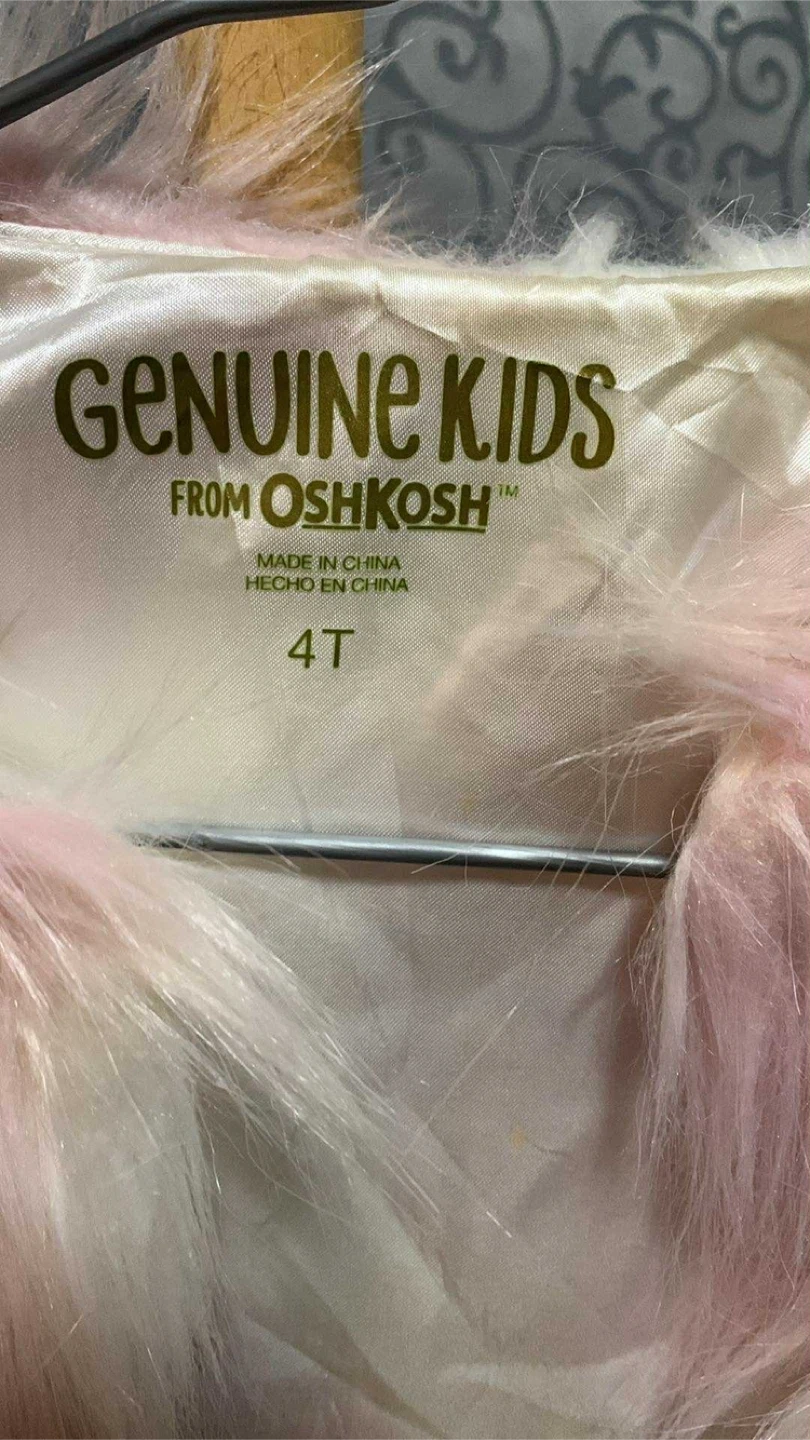 GeNUINe KIDS
FROM OSHKOSH™
MADE IN CHINA
HECHO EN CHINA
4T